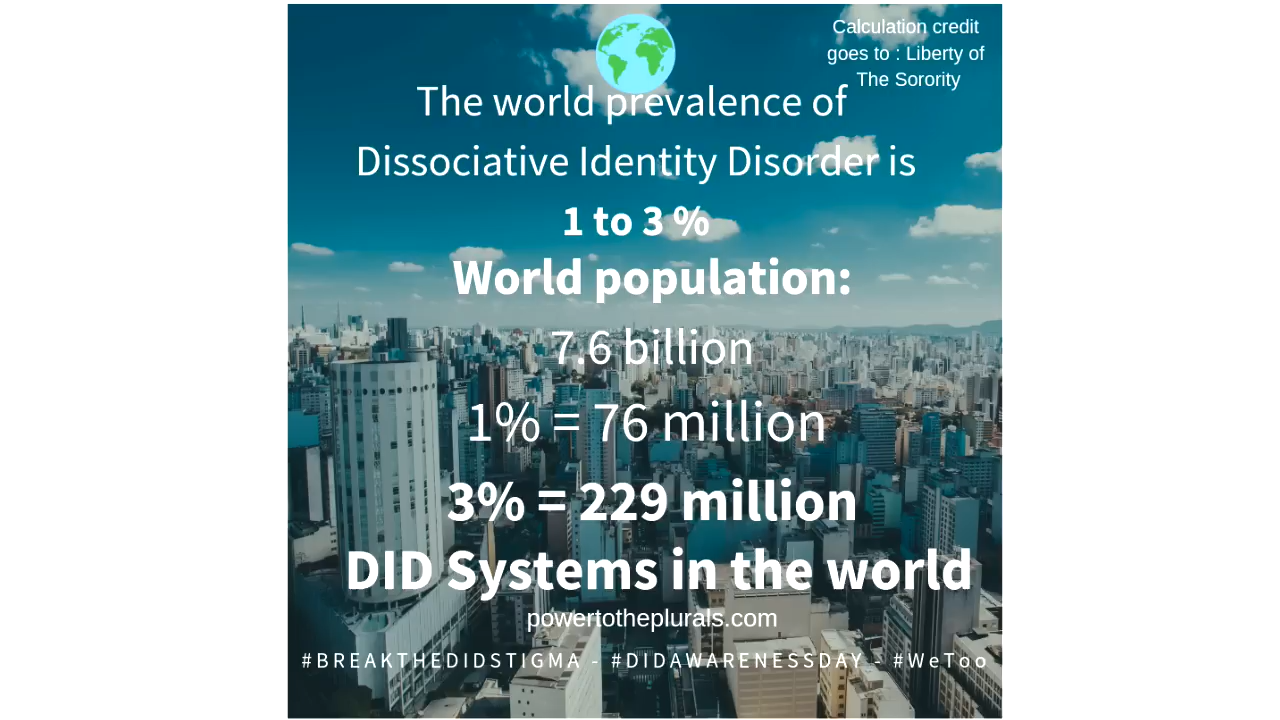 Calculation credit
goes to : Liberty of
The Sorority
The world prevalence of
Dissociative Identity Disorder is
1 to 3 %
World population:
7.6 billion
1% = 76 million
3% = 229 million
DID Systems in the world
powertotheplurals.com
#BREAKTHEDIDSTIGMA - #DIDAWARENESSDAY - #WeToo